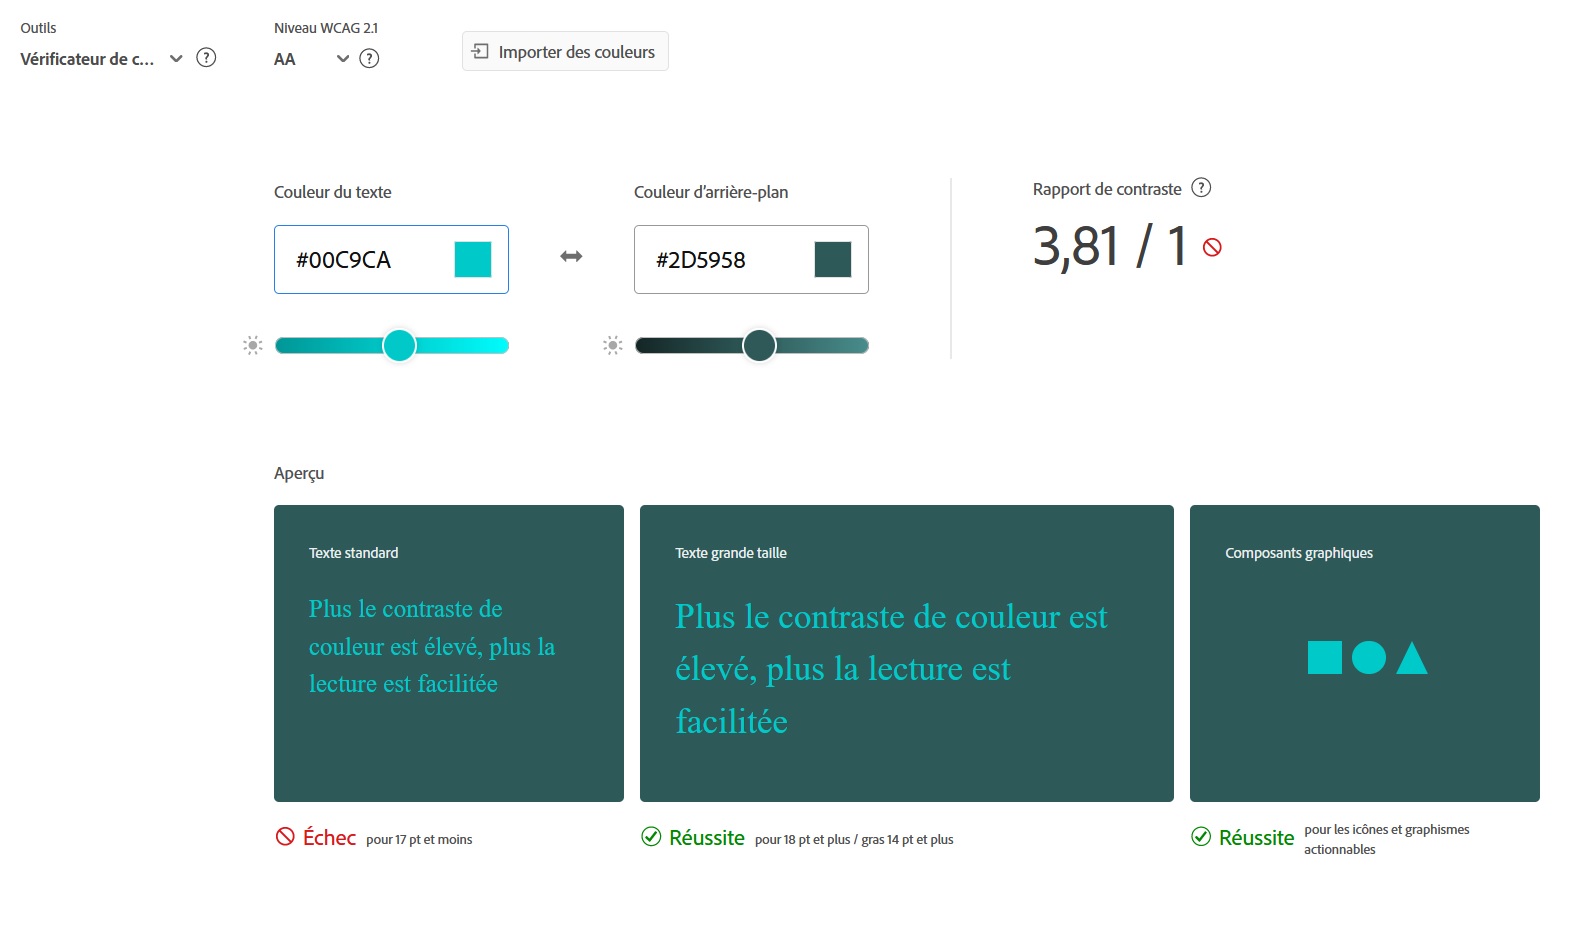 Outils
Vérificateur de c...
Niveau WCAG 2.1
AA
Importer des couleurs
Couleur du texte
#00C9CA
Couleur d’arrière-plan
#2D5958
Rapport de contraste
3,81 / 1
Aperçu
Texte standard
Plus le contraste de
couleur est élevé, plus la
lecture est facilitée
Texte grande taille
Plus le contraste de couleur est
élevé, plus la lecture est
facilitée
Composants graphiques
Échec pour 17 pt et moins
Réussite pour 18 pt et plus / gras 14 pt et plus
Réussite pour les icônes et graphismes
actionnables